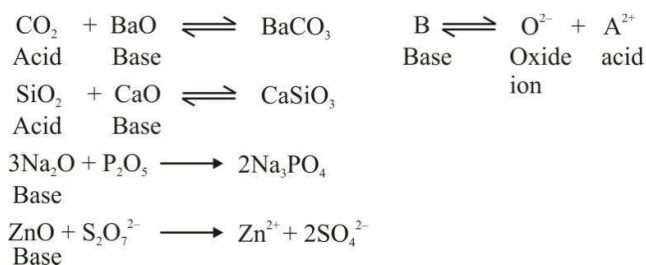 CO₂ + BaO ⇌ BaCO₃
Acid Base
SiO₂ + CaO ⇌ CaSiO₃
Acid Base
3Na₂O + P₂O₅ ⟶ 2Na₃PO₄
Base
ZnO + S₂O₇²⁻ ⟶ Zn²⁺ + 2SO₄²⁻
Base
B ⇌ O²⁻ + A²⁺
Base Oxide acid
ion